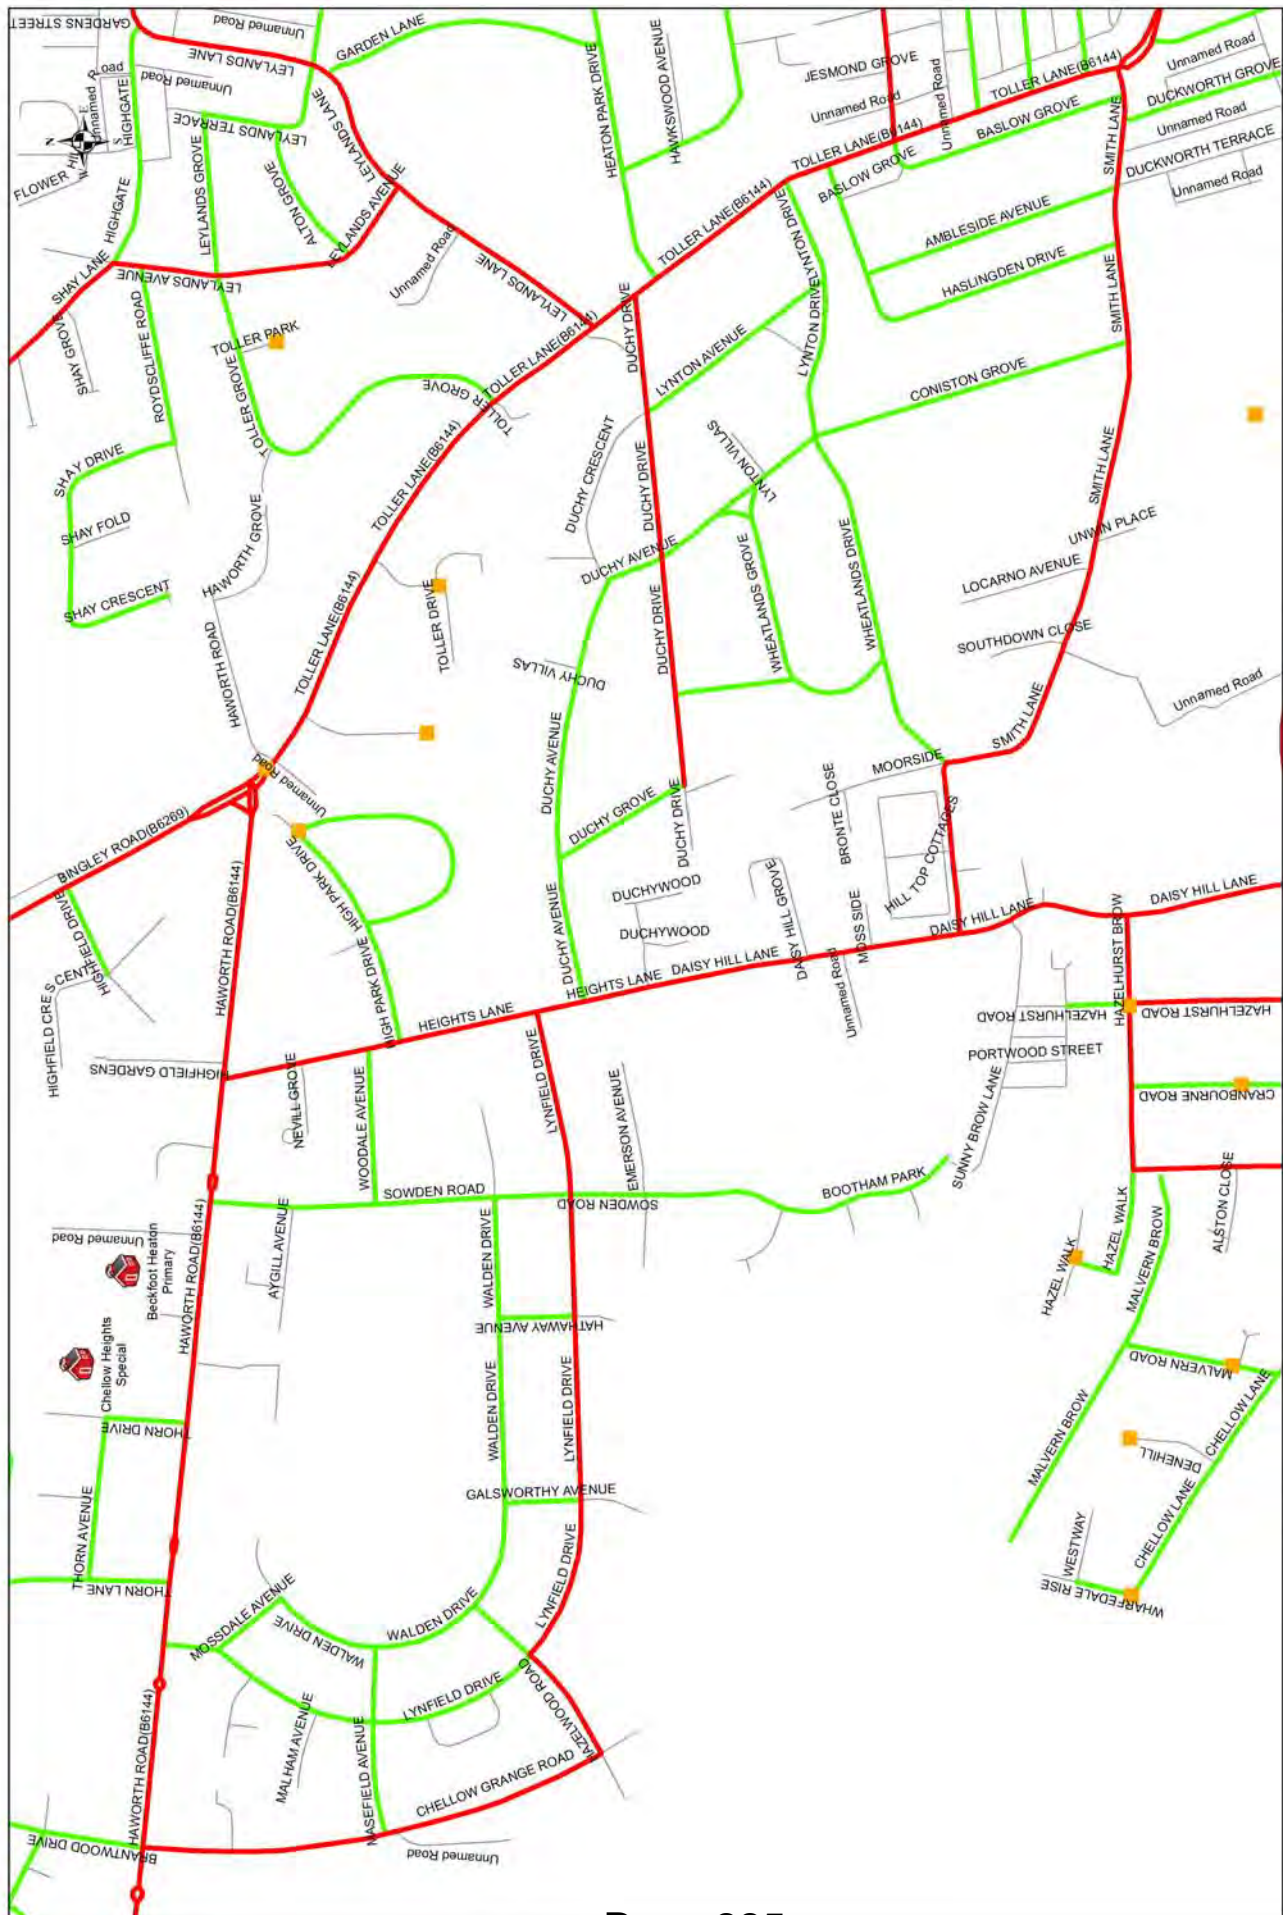 GARDENS STREET
Unnamed Road
GARDEN LANE
LEYLANDS LANE
Unnamed Road
Unnamed Road
HIGHGATE
N
E
S
W
FLOWER
LEYLANDS TERRACE
LEYLANDS LANE
HEATON PARK DRIVE
HAWKSWOOD AVENUE
JESMOND GROVE
Unnamed Road
Unnamed Road
TOLLER LANE(B6144)
Unnamed Road
DUCKWORTH GROVE
Unnamed Road
BASLOW GROVE
SMITH LANE
DUCKWORTH TERRACE
Unnamed Road
TOLLER LANE(B6144)
BASLOW GROVE
HIGHGATE
LEYLANDS GROVE
ALTON GROVE
LEYLANDS AVENUE
SHAY LANE
LEYLANDS AVENUE
Unnamed Road
LEYLANDS LANE
TOLLER LANE(B6144)
LYNTON DRIVE
LYNTON DRIVE
AMBLESIDE AVENUE
HASLINGDEN DRIVE
SMITH LANE
SHAY GROVE
ROYDSCLIFFE ROAD
TOLLER PARK
TOLLER GROVE
TOLLER GROVE
TOLLER LANE(B6144)
DUCHY DRIVE
LYNTON AVENUE
CONISTON GROVE
SHAY DRIVE
TOLLER LANE(B6144)
DUCHY CRESCENT
DUCHY DRIVE
LYNTON VILLAS
SMITH LANE
SHAY FOLD
HAWORTH GROVE
SHAY CRESCENT
TOLLER LANE(B6144)
TOLLER DRIVE
DUCHY AVENUE
DUCHY DRIVE
WHEATLANDS GROVE
WHEATLANDS DRIVE
UNWIN PLACE
LOCARNO AVENUE
SOUTHDOWN CLOSE
HAWORTH ROAD
DUCHY VILLAS
Unnamed Road
SMITH LANE
MOORSIDE
Unnamed Road
BINGLEY ROAD(B6269)
DUCHY AVENUE
DUCHY GROVE
DUCHY DRIVE
BRONTE CLOSE
HILL TOP COTTAGES
HIGH PARK DRIVE
HIGH PARK DRIVE
HIGHFIELD DRIVE
HIGHFIELD CRESCENT
HAWORTH ROAD(B6144)
DUCHY AVENUE
DUCHYWOOD
DUCHYWOOD
DAISY HILL GROVE
MOSS SIDE
Unnamed Road
DAISY HILL LANE
DAISY HILL LANE
DAISY HILL LANE
HEIGHTS LANE
HEIGHTS LANE
HAZELHURST BROW
HAZELHURST ROAD
HAZELHURST ROAD
PORTWOOD STREET
CRANBOURNE ROAD
HIGHFIELD GARDENS
NEVILL GROVE
WOODALE AVENUE
LYNFIELD DRIVE
EMERSON AVENUE
SUNNY BROW LANE
SOWDEN ROAD
SOWDEN ROAD
BOOTHAM PARK
Unnamed Road
Beckfoot Heaton
Primary
HAWORTH ROAD(B6144)
AYGILL AVENUE
WALDEN DRIVE
HATHAWAY AVENUE
HAZEL WALK
HAZEL WALK
MALVERN BROW
ALSTON CLOSE
Chellow Heights
Special
THORN DRIVE
WALDEN DRIVE
LYNFIELD DRIVE
MALVERN ROAD
MALVERN BROW
CHELLOW LANE
DENEHILL
GALSWORTHY AVENUE
THORN AVENUE
THORN LANE
CHELLOW LANE
WESTWAY
WHARFEDALE RISE
MOSSDALE AVENUE
WALDEN DRIVE
WALDEN DRIVE
LYNFIELD DRIVE
HAZELWOOD ROAD
LYNFIELD DRIVE
HAWORTH ROAD(B6144)
MALHAM AVENUE
MASEFIELD AVENUE
CHELLOW GRANGE ROAD
BRANTWOOD DRIVE
Unnamed Road